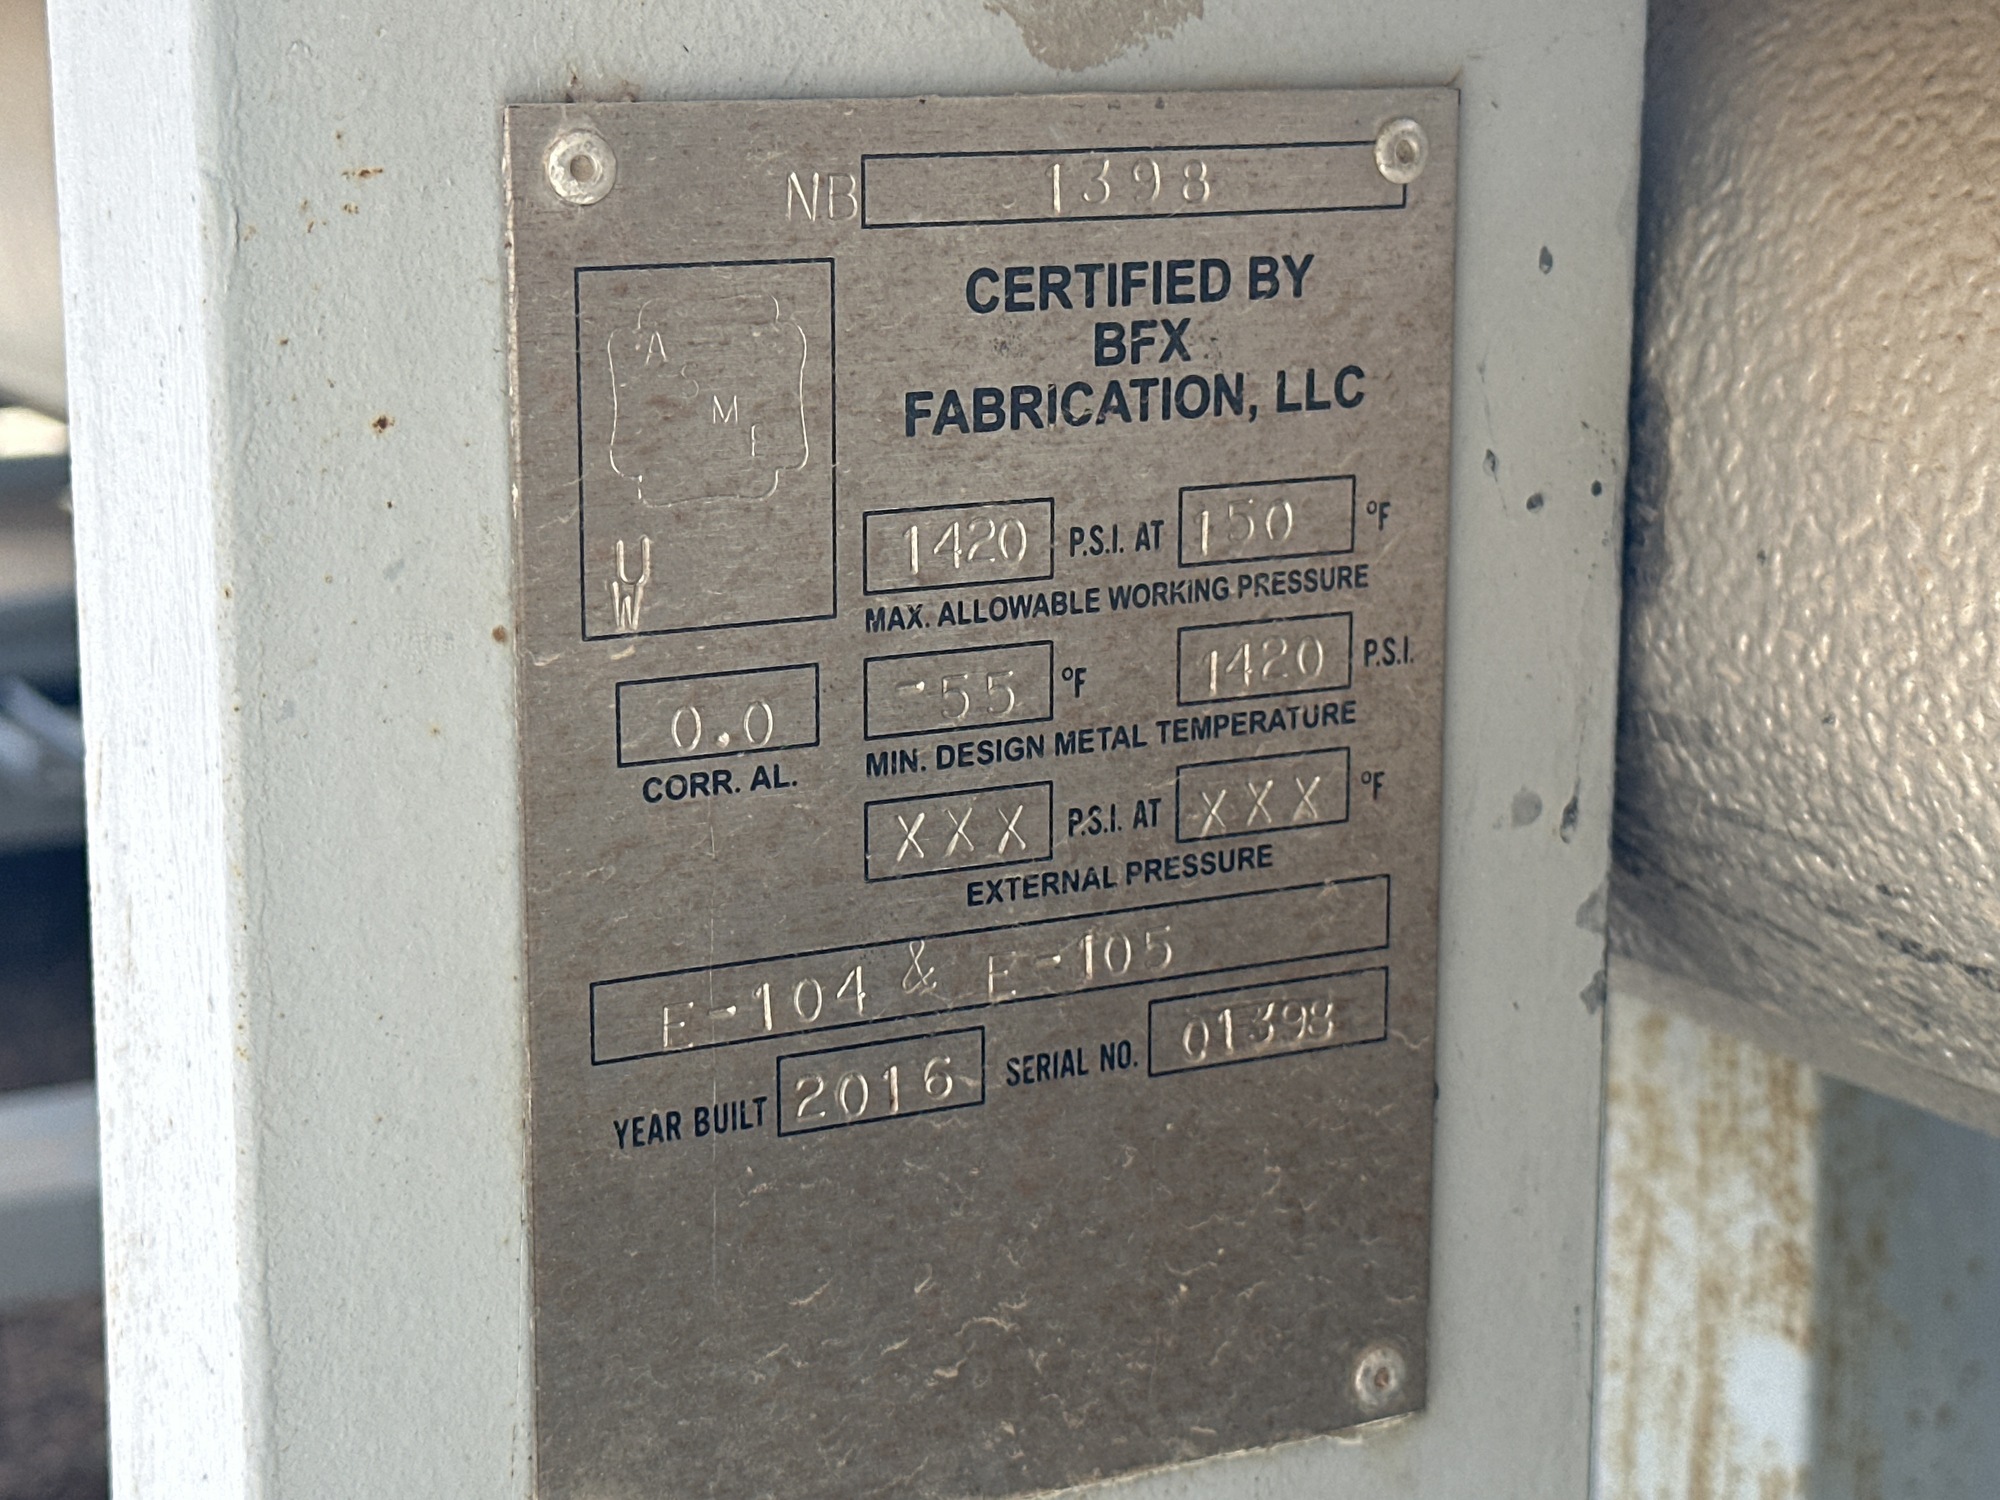 NB 1398
A S M E
U
W
CERTIFIED BY
BFX
FABRICATION, LLC
1420 P.S.I. AT 150 °F
MAX. ALLOWABLE WORKING PRESSURE
0.0
CORR. AL.
-55 °F 1420 P.S.I.
MIN. DESIGN METAL TEMPERATURE
XXX P.S.I. AT XXX °F
EXTERNAL PRESSURE
E-104 & E-105
YEAR BUILT 2016 SERIAL NO. 01398